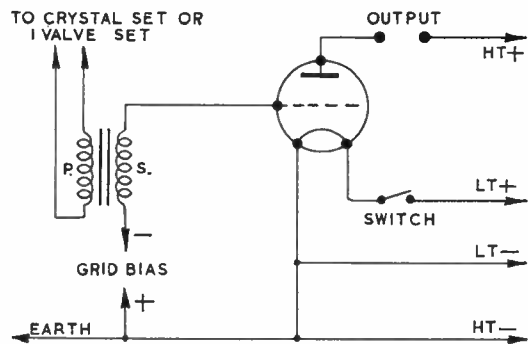 TO CRYSTAL SET OR
1 VALVE SET
OUTPUT
HT+
P.
S.
LT+
SWITCH
-
GRID BIAS
+
LT-
EARTH
HT-